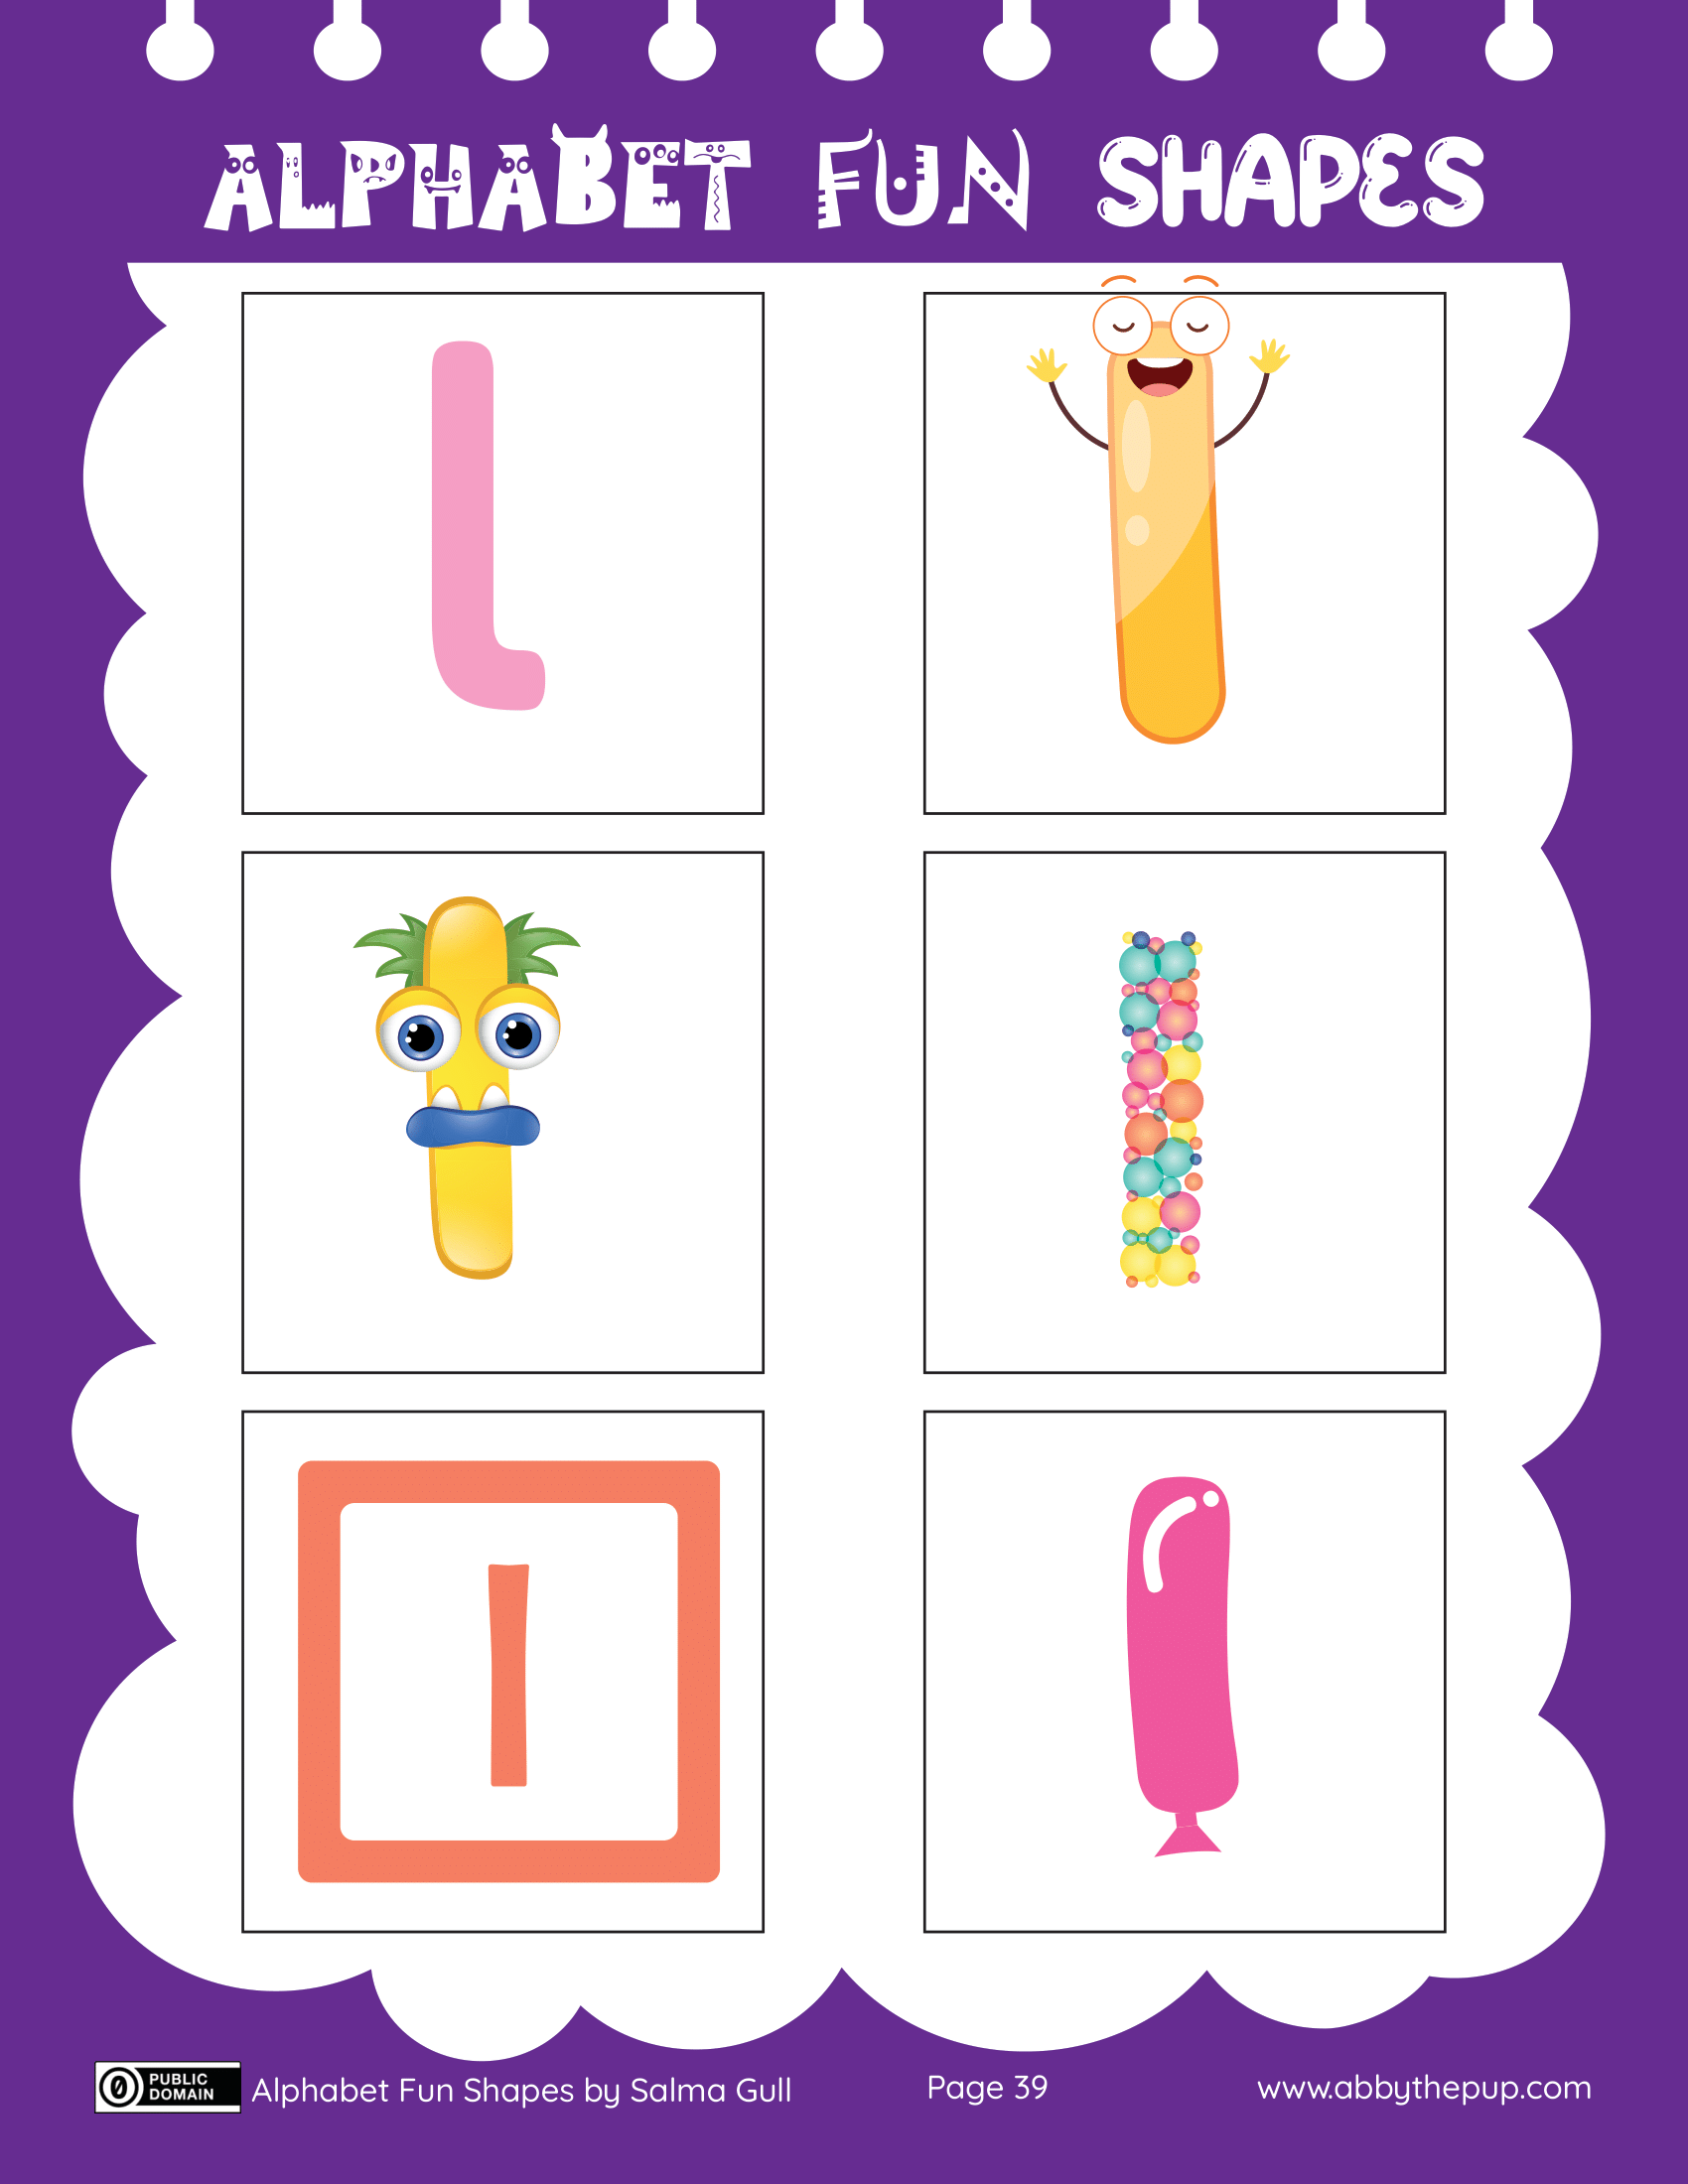 ALPHABET FUN SHAPES
l l
l l
l l
PUBLIC
DOMAIN
Alphabet Fun Shapes by Salma Gull
Page 39
www.abbythepup.com